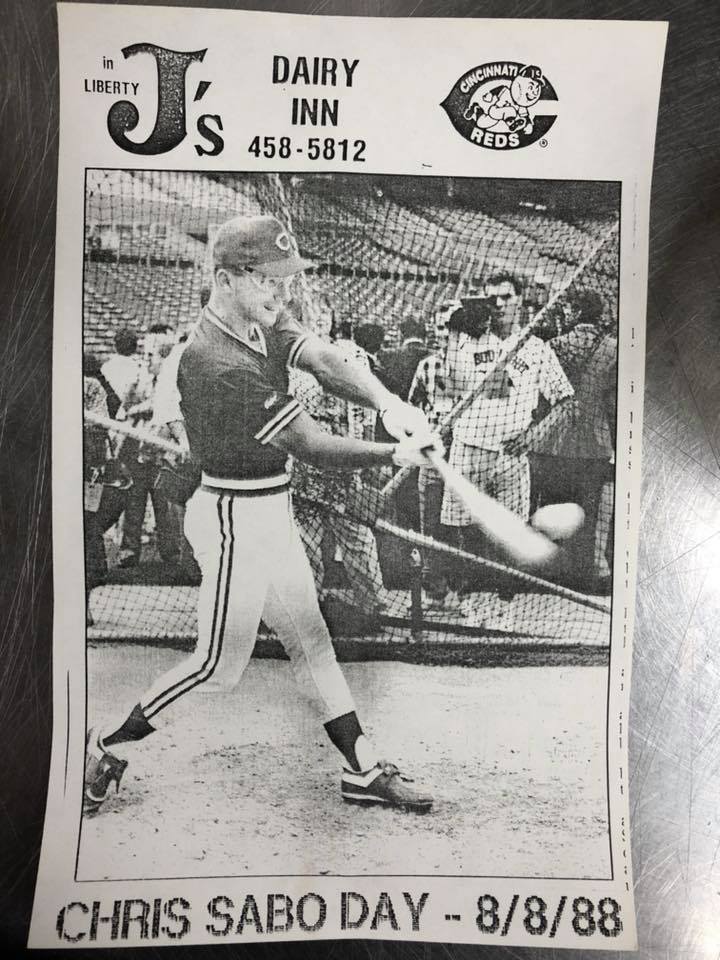 in
LIBERTY
J's
DAIRY
INN
458-5812
CINCINNATI
REDS
®
C
CHRIS SABO DAY -- 8/8/88